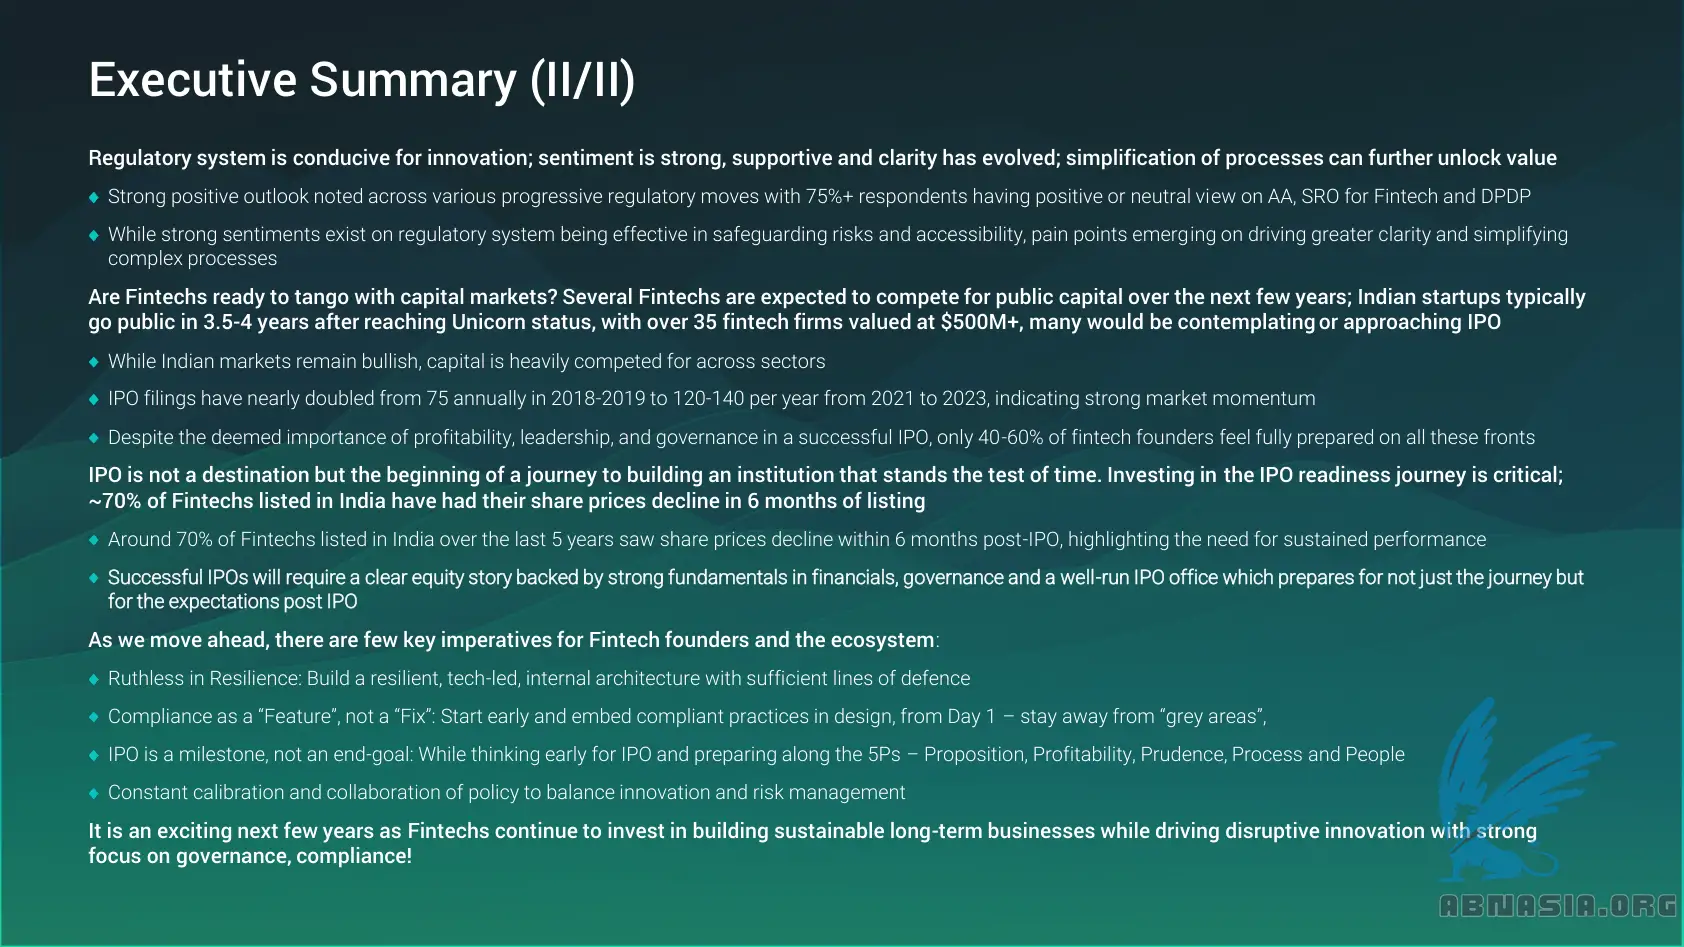 Executive Summary (II/II)
Regulatory system is conducive for innovation; sentiment is strong, supportive and clarity has evolved; simplification of processes can further unlock value
Strong positive outlook noted across various progressive regulatory moves with 75%+ respondents having positive or neutral view on AA, SRO for Fintech and DPDP
While strong sentiments exist on regulatory system being effective in safeguarding risks and accessibility, pain points emerging on driving greater clarity and simplifying
complex processes
Are Fintechs ready to tango with capital markets? Several Fintechs are expected to compete for public capital over the next few years; Indian startups typically
go public in 3.5-4 years after reaching Unicorn status, with over 35 fintech firms valued at $500M+, many would be contemplating or approaching IPO
While Indian markets remain bullish, capital is heavily competed for across sectors
IPO filings have nearly doubled from 75 annually in 2018-2019 to 120-140 per year from 2021 to 2023, indicating strong market momentum
Despite the deemed importance of profitability, leadership, and governance in a successful IPO, only 40-60% of fintech founders feel fully prepared on all these fronts
IPO is not a destination but the beginning of a journey to building an institution that stands the test of time. Investing in the IPO readiness journey is critical;
~70% of Fintechs listed in India have had their share prices decline in 6 months of listing
Around 70% of Fintechs listed in India over the last 5 years saw share prices decline within 6 months post-IPO, highlighting the need for sustained performance
Successful IPOs will require a clear equity story backed by strong fundamentals in financials, governance and a well-run IPO office which prepares for not just the journey but
for the expectations post IPO
As we move ahead, there are few key imperatives for Fintech founders and the ecosystem:
Ruthless in Resilience: Build a resilient, tech-led, internal architecture with sufficient lines of defence
Compliance as a “Feature”, not a “Fix”: Start early and embed compliant practices in design, from Day 1 – stay away from “grey areas”,
IPO is a milestone, not an end-goal: While thinking early for IPO and preparing along the 5Ps – Proposition, Profitability, Prudence, Process and People
Constant calibration and collaboration of policy to balance innovation and risk management
It is an exciting next few years as Fintechs continue to invest in building sustainable long-term businesses while driving disruptive innovation with strong
focus on governance, compliance!
ABNASIA.ORG